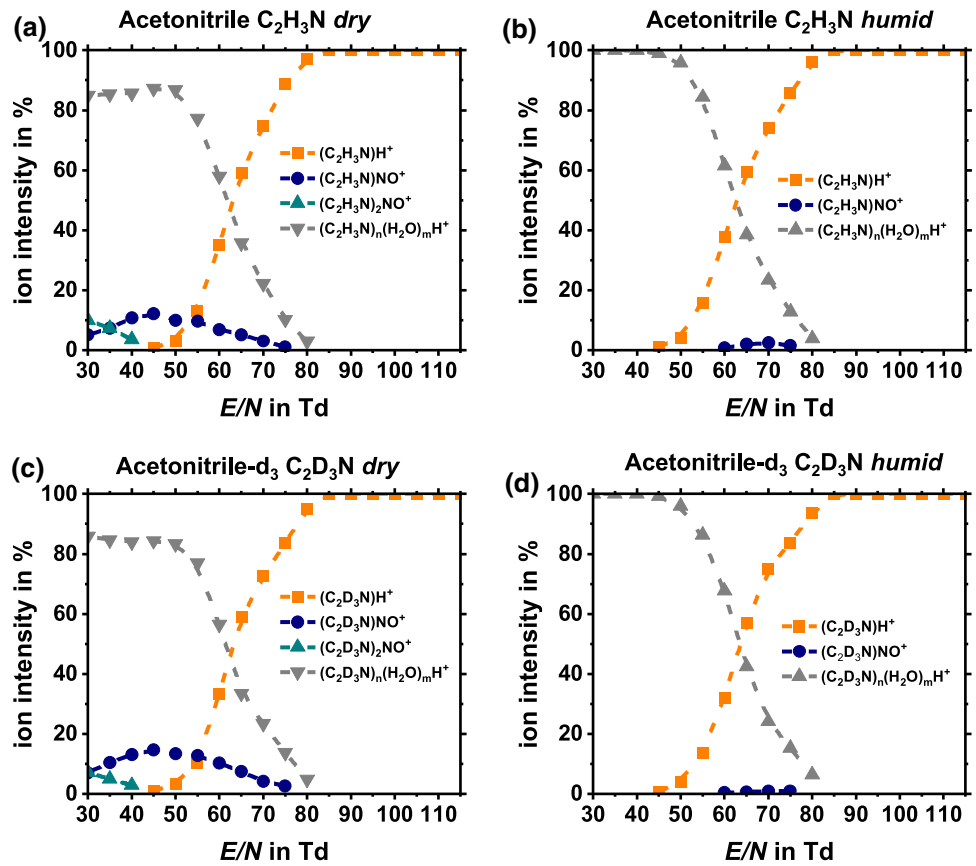 (a) Acetonitrile C₂H₃N dry
100
80
60
40
20
0
ion intensity in %
(C₂H₃N)H⁺
(C₂H₃N)NO⁺
(C₂H₃N)₂NO⁺
(C₂H₃N)ₙ(H₂O)ₘH⁺
30 40 50 60 70 80 90 100 110
E/N in Td
(b) Acetonitrile C₂H₃N humid
100
80
60
40
20
0
ion intensity in %
(C₂H₃N)H⁺
(C₂H₃N)NO⁺
(C₂H₃N)ₙ(H₂O)ₘH⁺
30 40 50 60 70 80 90 100 110
E/N in Td
(c) Acetonitrile-d₃ C₂D₃N dry
100
80
60
40
20
0
ion intensity in %
(C₂D₃N)H⁺
(C₂D₃N)NO⁺
(C₂D₃N)₂NO⁺
(C₂D₃N)ₙ(H₂O)ₘH⁺
30 40 50 60 70 80 90 100 110
E/N in Td
(d) Acetonitrile-d₃ C₂D₃N humid
100
80
60
40
20
0
ion intensity in %
(C₂D₃N)H⁺
(C₂D₃N)NO⁺
(C₂D₃N)ₙ(H₂O)ₘH⁺
30 40 50 60 70 80 90 100 110
E/N in Td